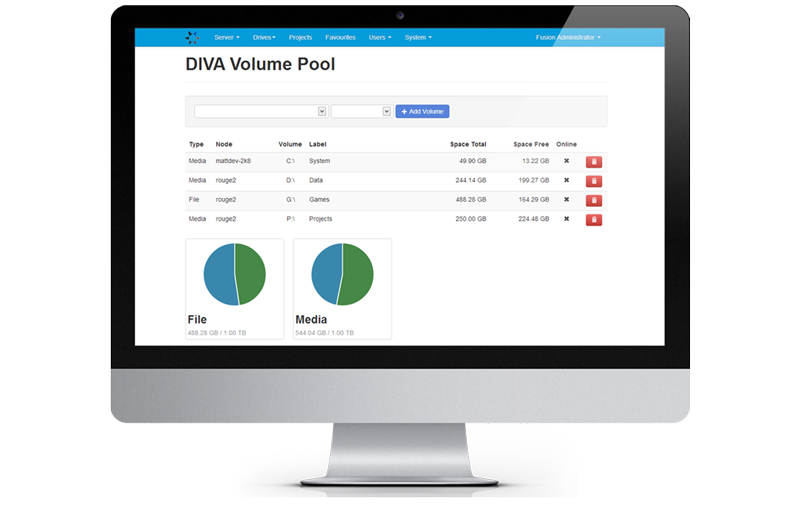 Server Drives Projects Favourites Users System Fusion Administrator
DIVA Volume Pool
+ Add Volume
Type Node Volume Label Space Total Space Free Online
Media mattdev-2k8 C:\ System 49.90 GB 13.22 GB
Media rouge2 D:\ Data 244.14 GB 199.27 GB
File rouge2 G:\ Games 488.28 GB 164.29 GB
Media rouge2 P:\ Projects 250.00 GB 224.48 GB
File
488.28 GB / 1.00 TB
Media
544.04 GB / 1.00 TB